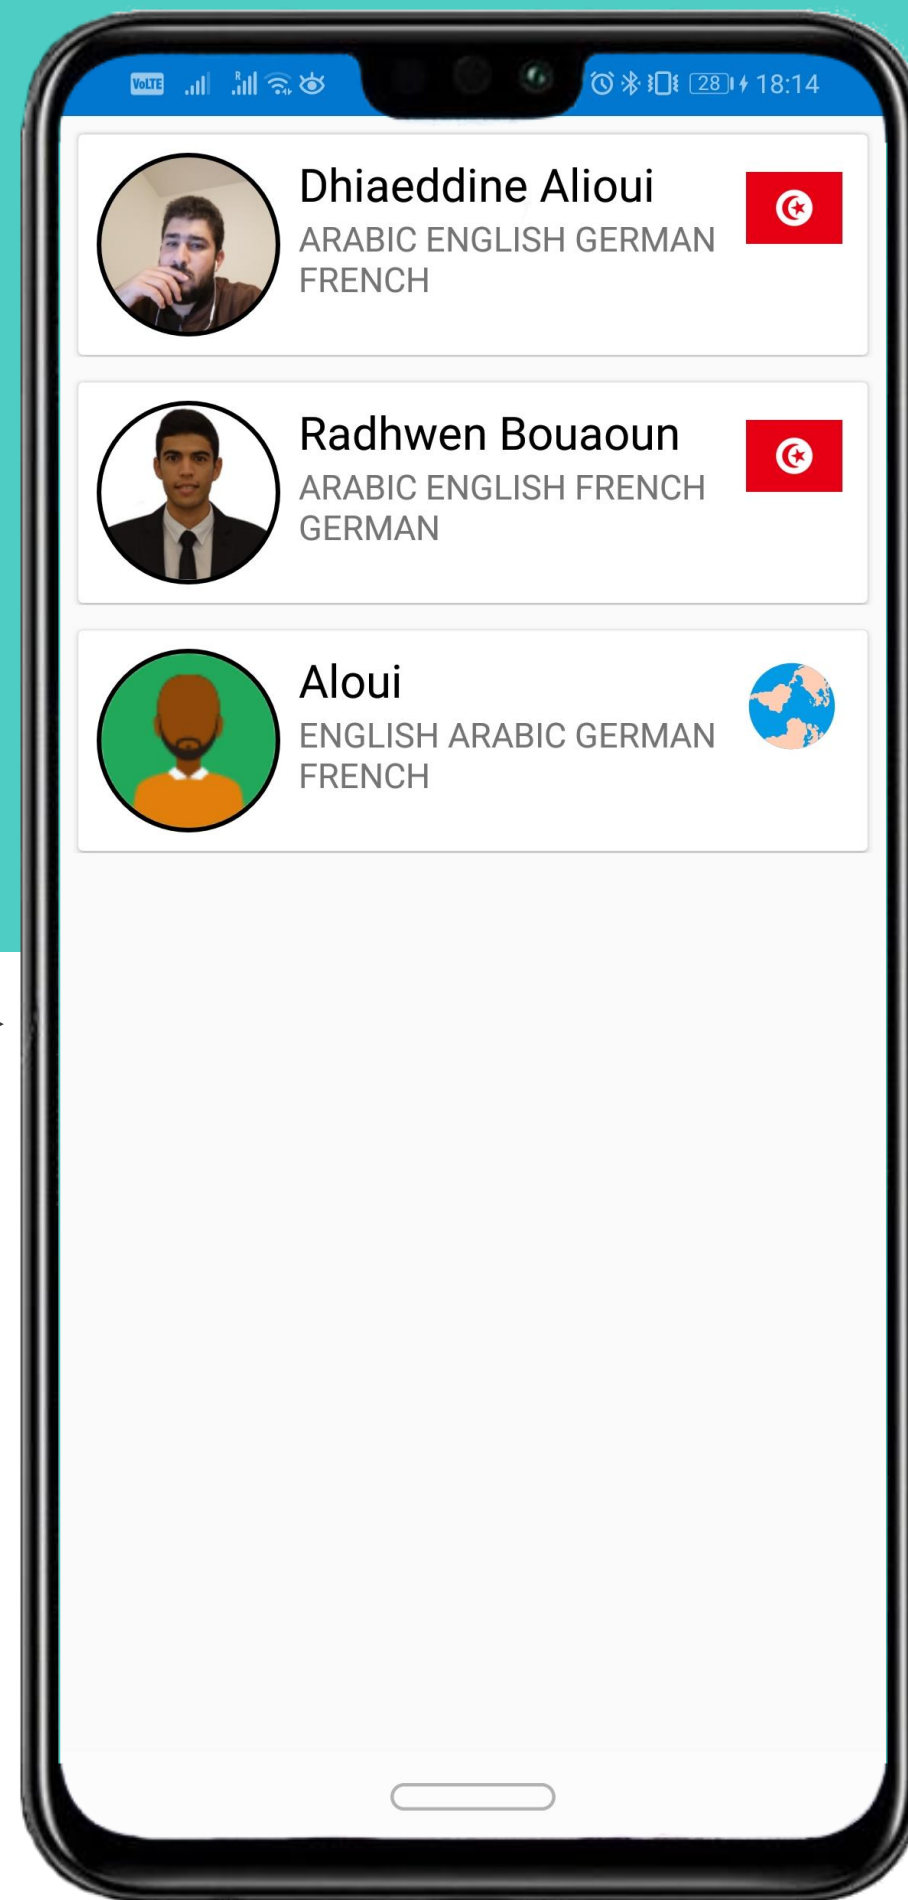 VoLTE R 28 18:14
Dhiaeddine Alioui
ARABIC ENGLISH GERMAN
FRENCH
Radhwen Bouaoun
ARABIC ENGLISH FRENCH
GERMAN
Aloui
ENGLISH ARABIC GERMAN
FRENCH